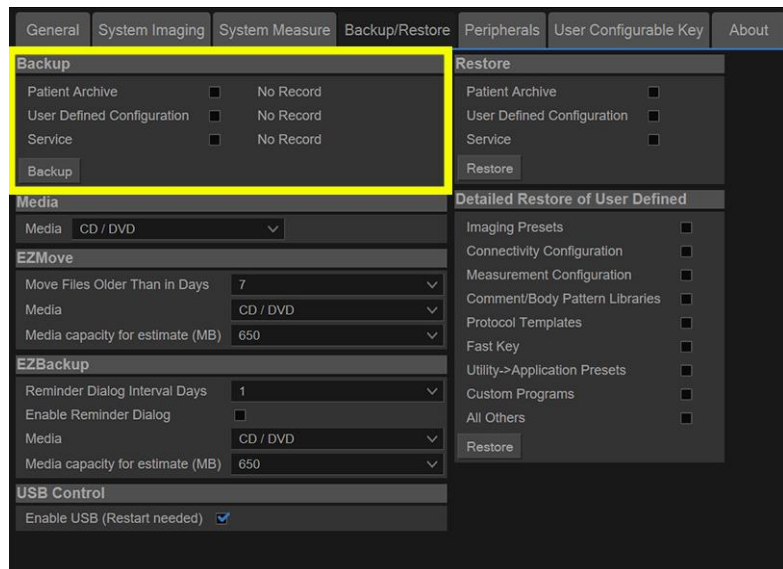 General System Imaging System Measure Backup/Restore Peripherals User Configurable Key About
Backup
Patient Archive No Record
User Defined Configuration No Record
Service No Record
Backup
Media
Media CD / DVD
EZMove
Move Files Older Than in Days 7
Media CD / DVD
Media capacity for estimate (MB) 650
EZBackup
Reminder Dialog Interval Days 1
Enable Reminder Dialog
Media CD / DVD
Media capacity for estimate (MB) 650
USB Control
Enable USB (Restart needed)
Restore
Patient Archive
User Defined Configuration
Service
Restore
Detailed Restore of User Defined
Imaging Presets
Connectivity Configuration
Measurement Configuration
Comment/Body Pattern Libraries
Protocol Templates
Fast Key
Utility->Application Presets
Custom Programs
All Others
Restore